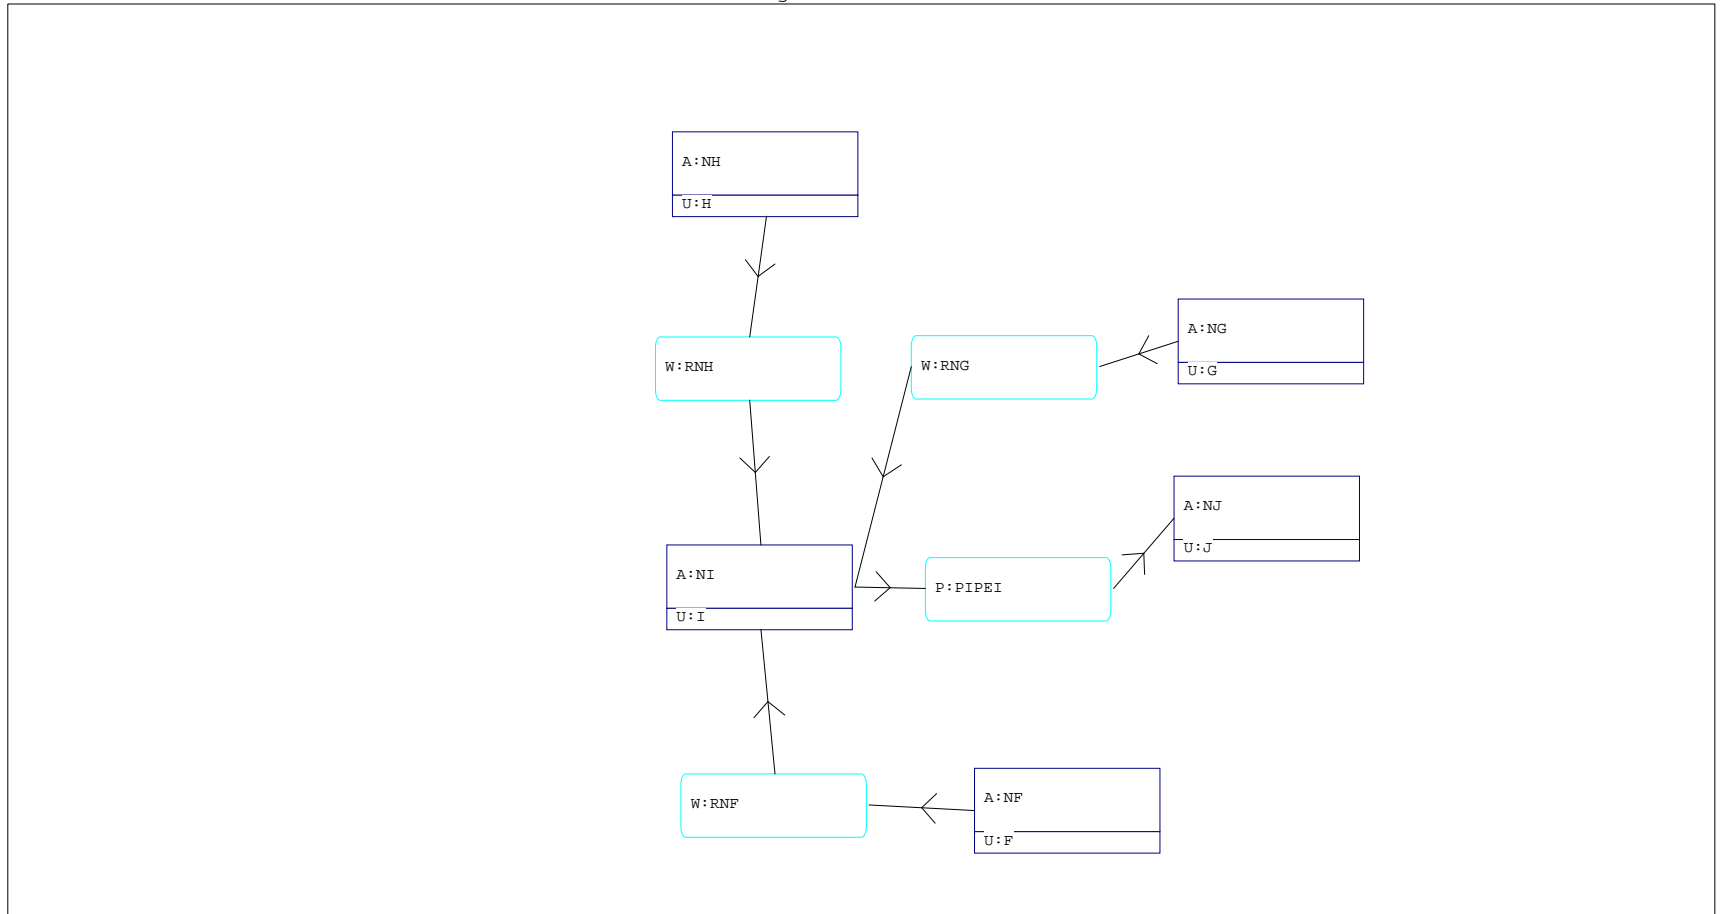 A:NH
U:H
W:RNH
W:RNG
A:NG
U:G
A:NJ
U:J
A:NI
U:I
P:PIPEI
W:RNF
A:NF
U:F